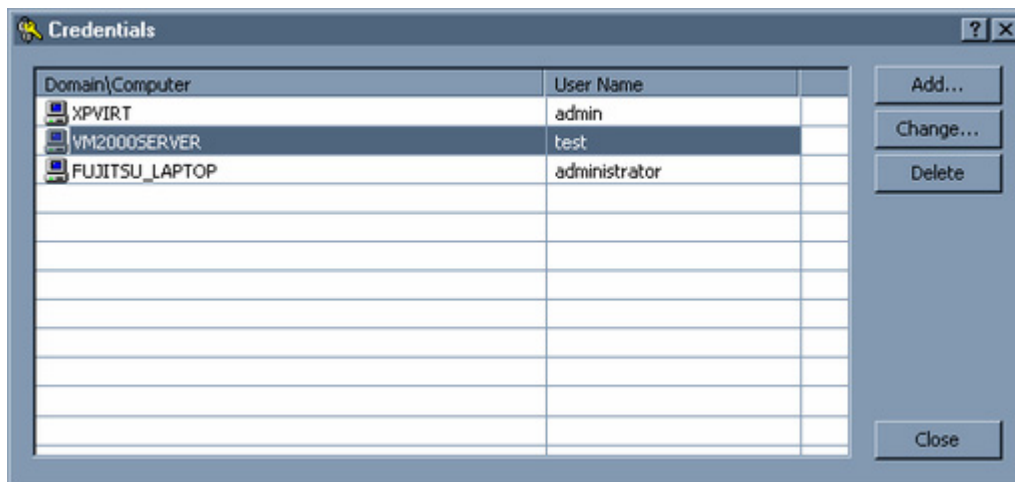 Credentials
Domain\Computer User Name
XPVIRT admin
VM2000SERVER test
FUJITSU_LAPTOP administrator
Add...
Change...
Delete
Close